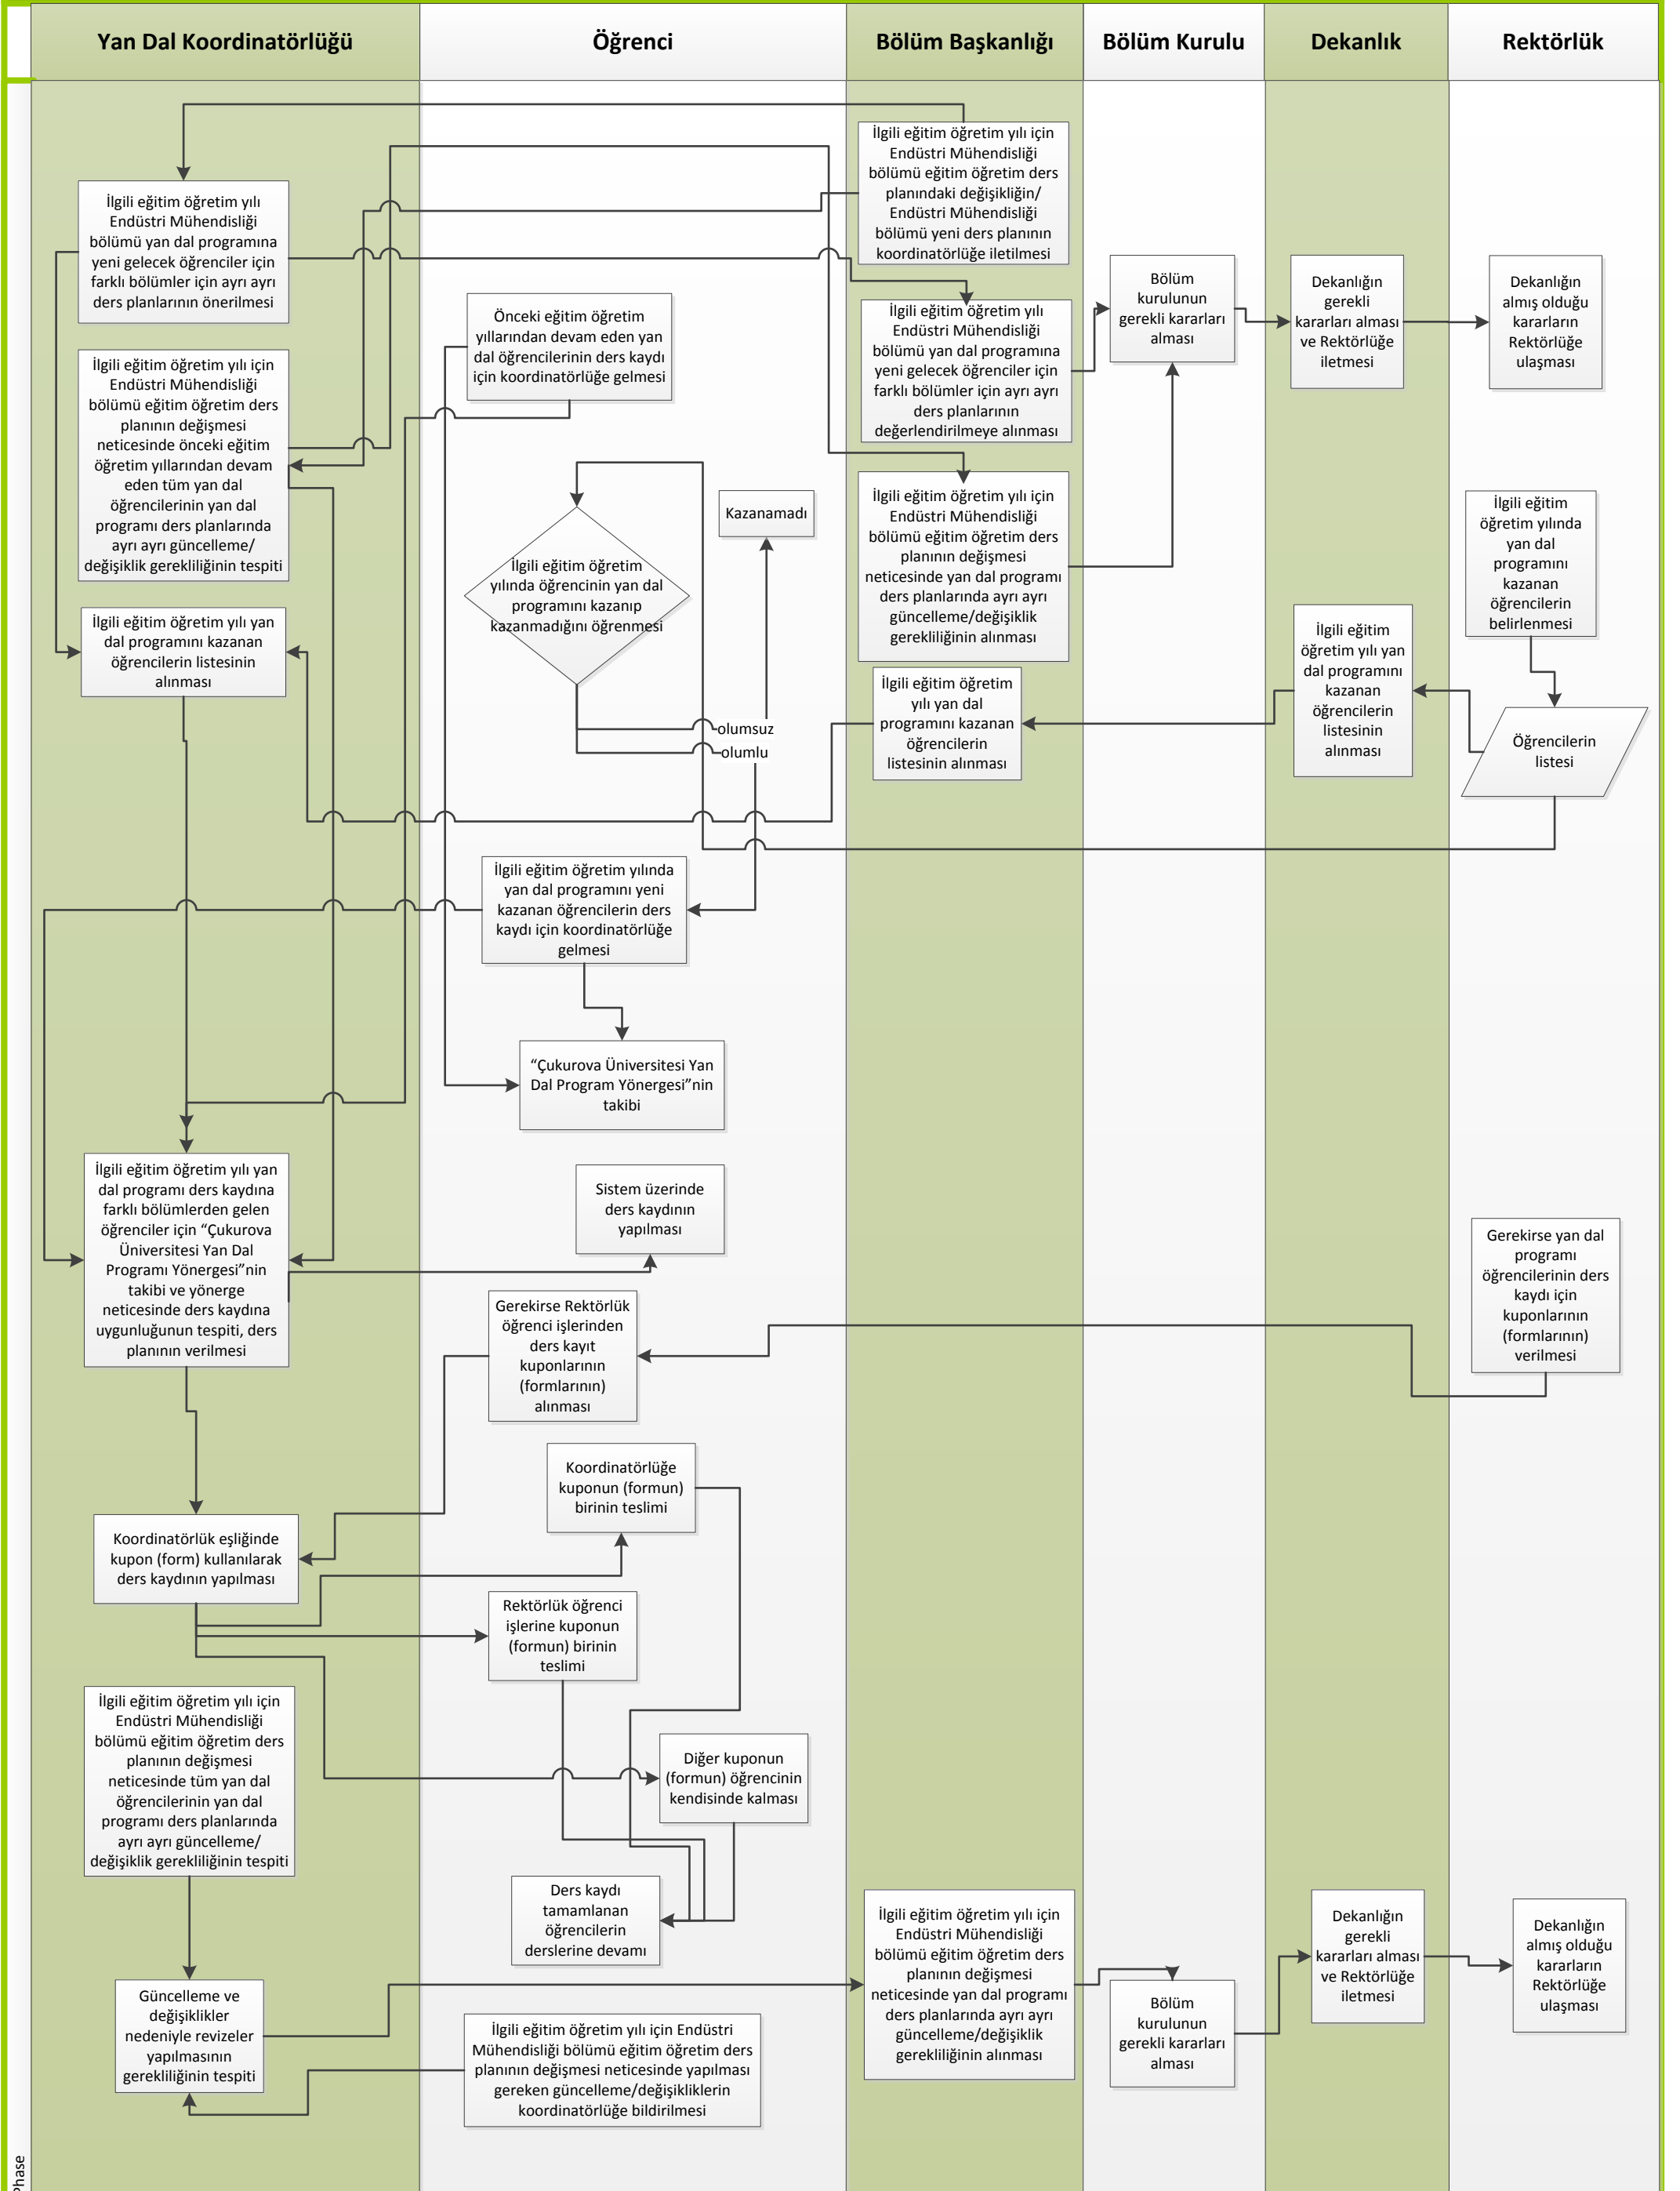 Yan Dal Koordinatörlüğü
Öğrenci
Bölüm Başkanlığı
Bölüm Kurulu
Dekanlık
Rektörlük
İlgili eğitim öğretim yılı için
Endüstri Mühendisliği
bölümü eğitim öğretim ders
planındaki değişikliğin/
Endüstri Mühendisliği
bölümü yeni ders planının
koordinatörlüğe iletilmesi
İlgili eğitim öğretim yılı
Endüstri Mühendisliği
bölümü yan dal programına
yeni gelecek öğrenciler için
farklı bölümler için ayrı ayrı
ders planlarının önerilmesi
Önceki eğitim öğretim
yıllarından devam eden yan
dal öğrencilerinin ders kaydı
için koordinatörlüğe gelmesi
İlgili eğitim öğretim yılı
Endüstri Mühendisliği
bölümü yan dal programına
yeni gelecek öğrenciler için
farklı bölümler için ayrı ayrı
ders planlarının
değerlendirilmeye alınması
Bölüm
kurulunun
gerekli kararları
alması
Dekanlığın
gerekli
kararları alması
ve Rektörlüğe
iletmesi
Dekanlığın
almış olduğu
kararların
Rektörlüğe
ulaşması
İlgili eğitim öğretim yılı için
Endüstri Mühendisliği
bölümü eğitim öğretim ders
planının değişmesi
neticesinde önceki eğitim
öğretim yıllarından devam
eden tüm yan dal
öğrencilerinin yan dal
programı ders planlarında
ayrı ayrı güncelleme/
değişiklik gerekliliğinin tespiti
İlgili eğitim öğretim
yılında öğrencinin yan dal
programını kazanıp
kazanmadığını öğrenmesi
Kazanamadı
İlgili eğitim öğretim yılı için
Endüstri Mühendisliği
bölümü eğitim öğretim ders
planının değişmesi
neticesinde yan dal programı
ders planlarında ayrı ayrı
güncelleme/değişiklik
gerekliliğinin alınması
İlgili eğitim
öğretim yılında
yan dal
programını
kazanan
öğrencilerin
belirlenmesi
İlgili eğitim öğretim yılı yan
dal programını kazanan
öğrencilerin listesinin
alınması
olumsuz
olumlu
İlgili eğitim öğretim
yılı yan dal
programını kazanan
öğrencilerin
listesinin alınması
İlgili eğitim
öğretim yılı yan
dal programını
kazanan
öğrencilerin
listesinin
alınması
Öğrencilerin
listesi
İlgili eğitim öğretim yılında
yan dal programını yeni
kazanan öğrencilerin ders
kaydı için koordinatörlüğe
gelmesi
“Çukurova Üniversitesi Yan
Dal Program Yönergesi”nin
takibi
İlgili eğitim öğretim yılı yan
dal programı ders kaydına
farklı bölümlerden gelen
öğrenciler için “Çukurova
Üniversitesi Yan Dal
Programı Yönergesi”nin
takibi ve yönerge
neticesinde ders kaydına
uygunluğunun tespiti, ders
planının verilmesi
Sistem üzerinde
ders kaydının
yapılması
Gerekirse yan dal
programı
öğrencilerinin ders
kaydı için
kuponlarının
(formlarının)
verilmesi
Gerekirse Rektörlük
öğrenci işlerinden
ders kayıt
kuponlarının
(formlarının)
alınması
Koordinatörlüğe
kuponun (formun)
birinin teslimi
Koordinatörlük eşliğinde
kupon (form) kullanılarak
ders kaydının yapılması
Rektörlük öğrenci
işlerine kuponun
(formun) birinin
teslimi
İlgili eğitim öğretim yılı için
Endüstri Mühendisliği
bölümü eğitim öğretim ders
planının değişmesi
neticesinde tüm yan dal
öğrencilerinin yan dal
programı ders planlarında
ayrı ayrı güncelleme/
değişiklik gerekliliğinin tespiti
Diğer kuponun
(formun) öğrencinin
kendisinde kalması
Ders kaydı
tamamlanan
öğrencilerin
derslerine devamı
İlgili eğitim öğretim yılı için
Endüstri Mühendisliği
bölümü eğitim öğretim ders
planının değişmesi
neticesinde yan dal programı
ders planlarında ayrı ayrı
güncelleme/değişiklik
gerekliliğinin alınması
Bölüm
kurulunun
gerekli kararları
alması
Dekanlığın
gerekli
kararları alması
ve Rektörlüğe
iletmesi
Dekanlığın
almış olduğu
kararların
Rektörlüğe
ulaşması
Güncelleme ve
değişiklikler
nedeniyle revizeler
yapılmasının
gerekliliğinin tespiti
İlgili eğitim öğretim yılı için Endüstri
Mühendisliği bölümü eğitim öğretim ders
planının değişmesi neticesinde yapılması
gereken güncelleme/değişikliklerin
koordinatörlüğe bildirilmesi
Phase